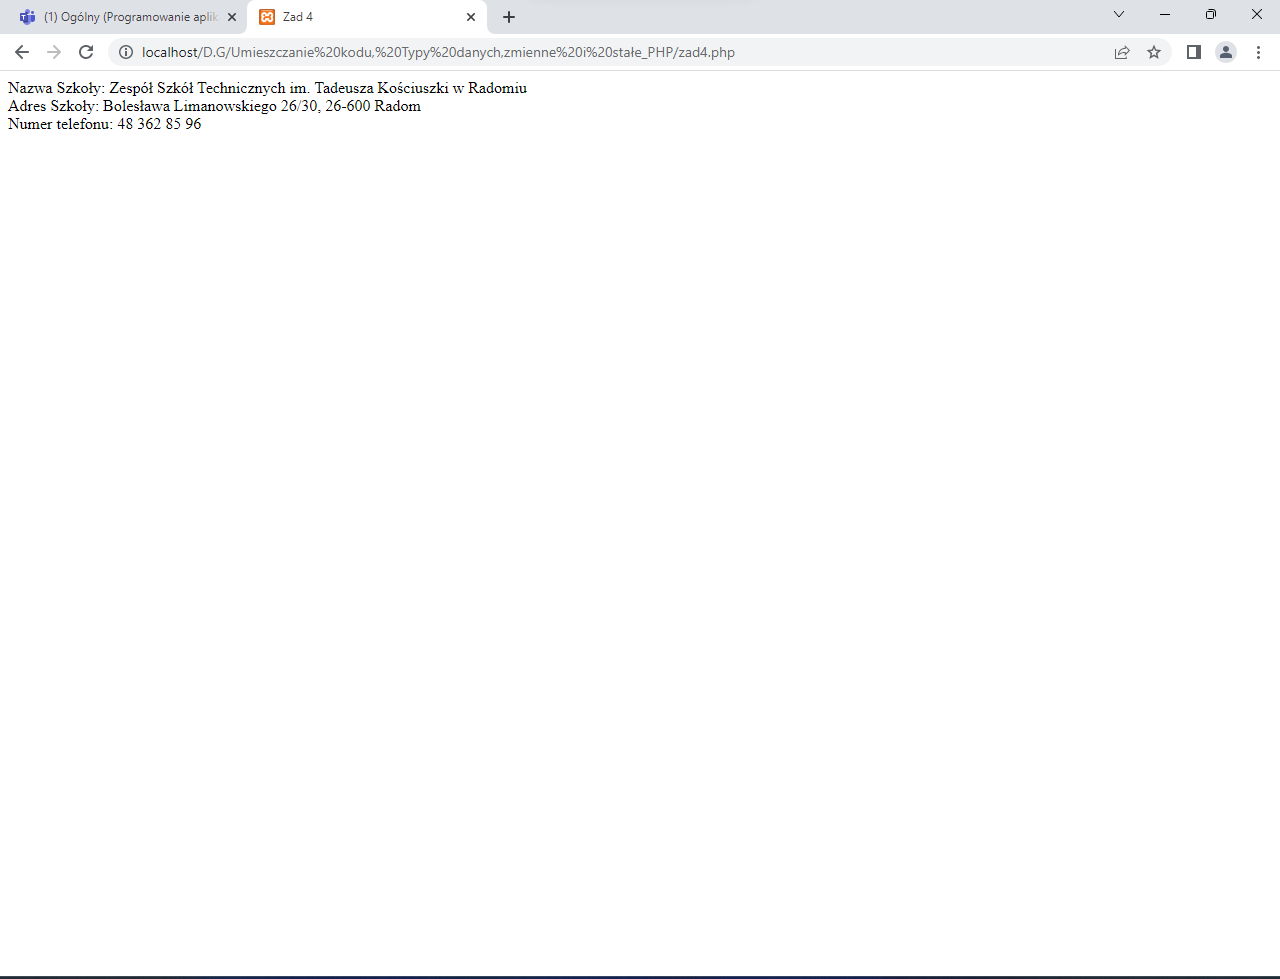 (1) Ogólny (Programowanie aplik
Zad 4
localhost/D.G/Umieszczanie%20kodu,%20Typy%20danych,zmienne%20i%20stałe_PHP/zad4.php
Nazwa Szkoły: Zespół Szkół Technicznych im. Tadeusza Kościuszki w Radomiu
Adres Szkoły: Bolesława Limanowskiego 26/30, 26-600 Radom
Numer telefonu: 48 362 85 96